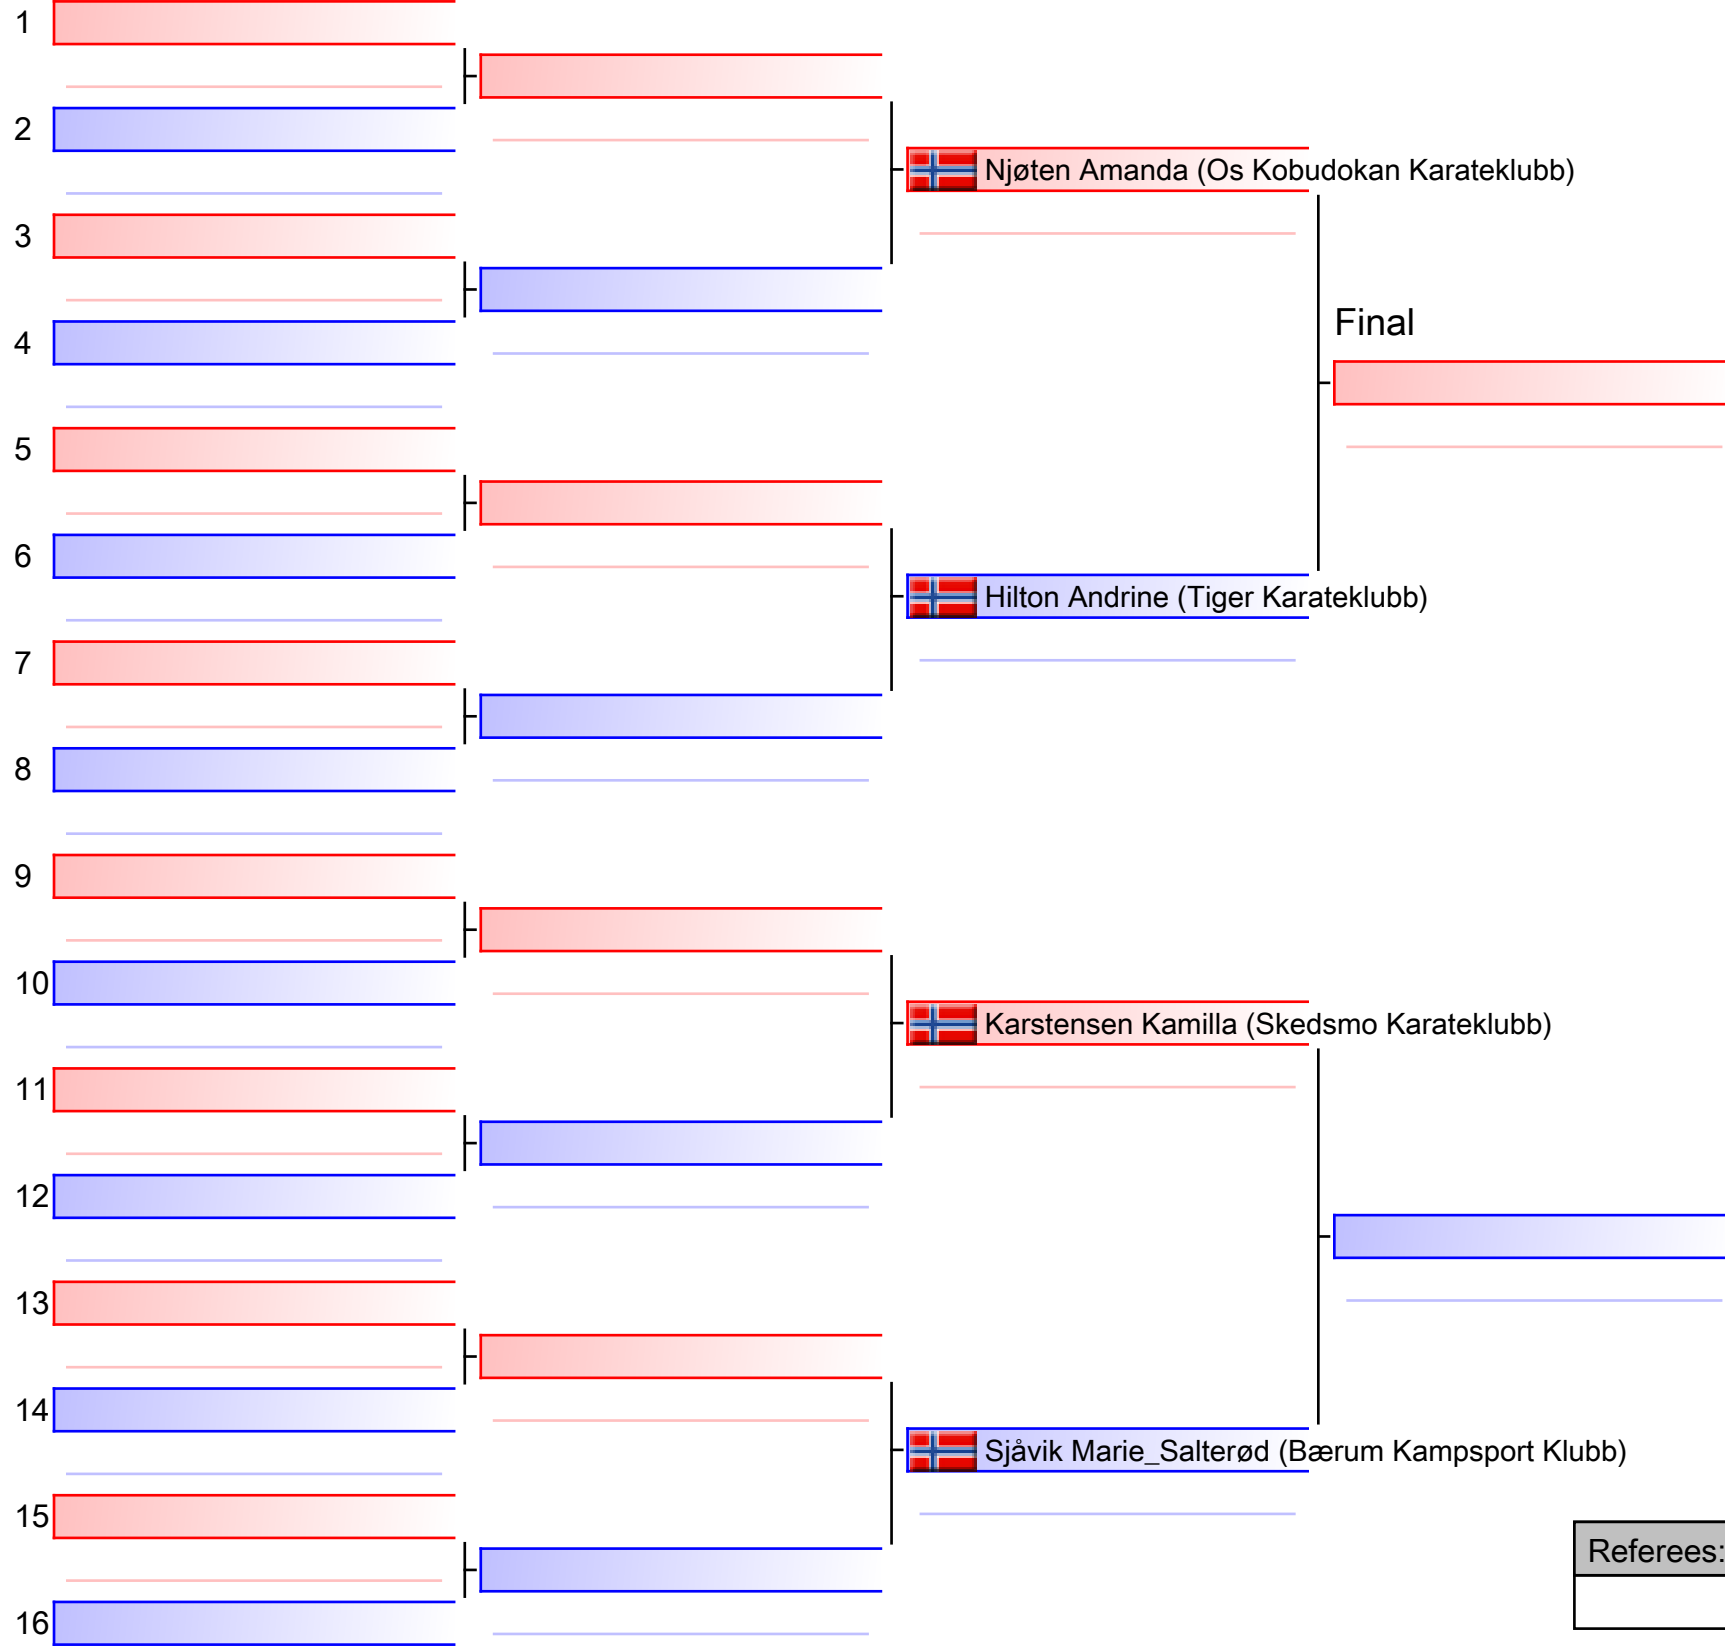 1
2
Njøten Amanda (Os Kobudokan Karateklubb)
3
Final
4
5
6
Hilton Andrine (Tiger Karateklubb)
7
8
9
10
Karstensen Kamilla (Skedsmo Karateklubb)
11
12
13
14
Sjåvik Marie_Salterød (Bærum Kampsport Klubb)
15
Referees:
16